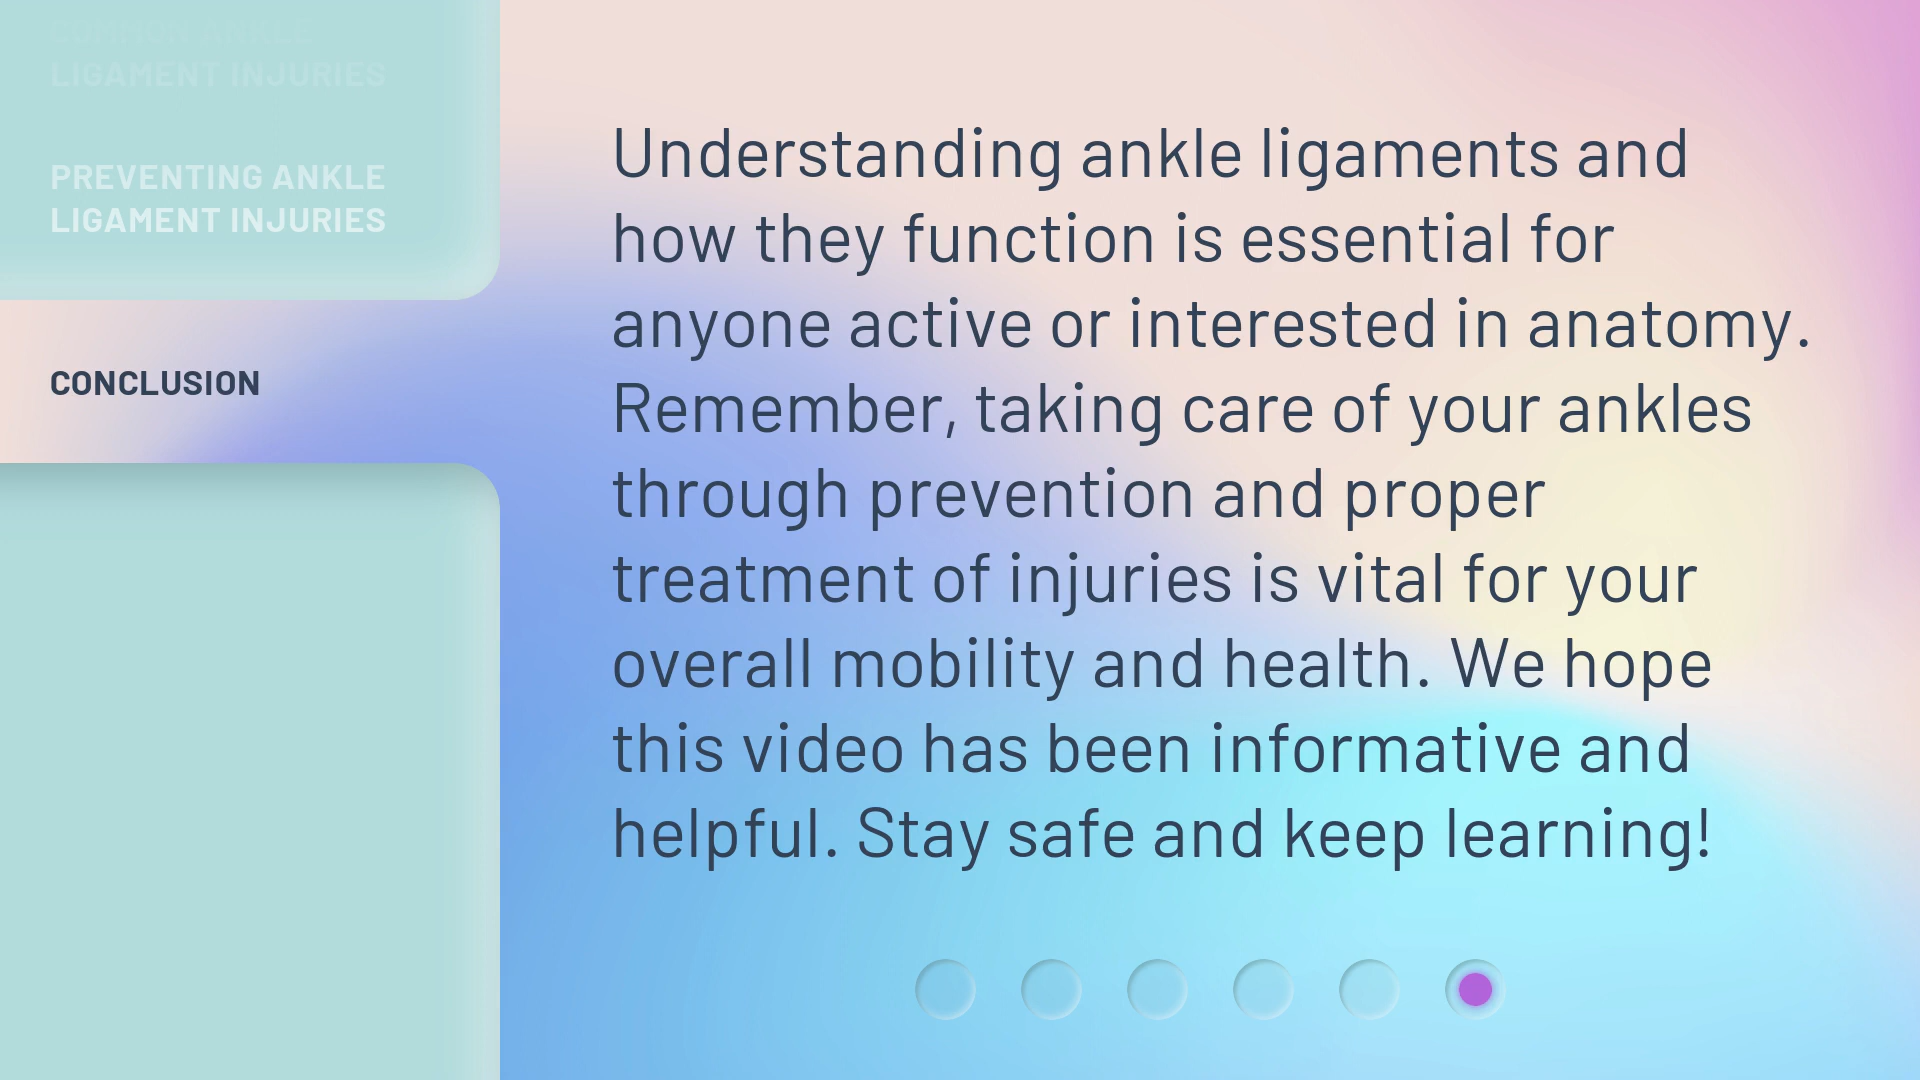 COMMON ANKLE
LIGAMENT INJURIES
PREVENTING ANKLE
LIGAMENT INJURIES
CONCLUSION
Understanding ankle ligaments and
how they function is essential for
anyone active or interested in anatomy.
Remember, taking care of your ankles
through prevention and proper
treatment of injuries is vital for your
overall mobility and health. We hope
this video has been informative and
helpful. Stay safe and keep learning!